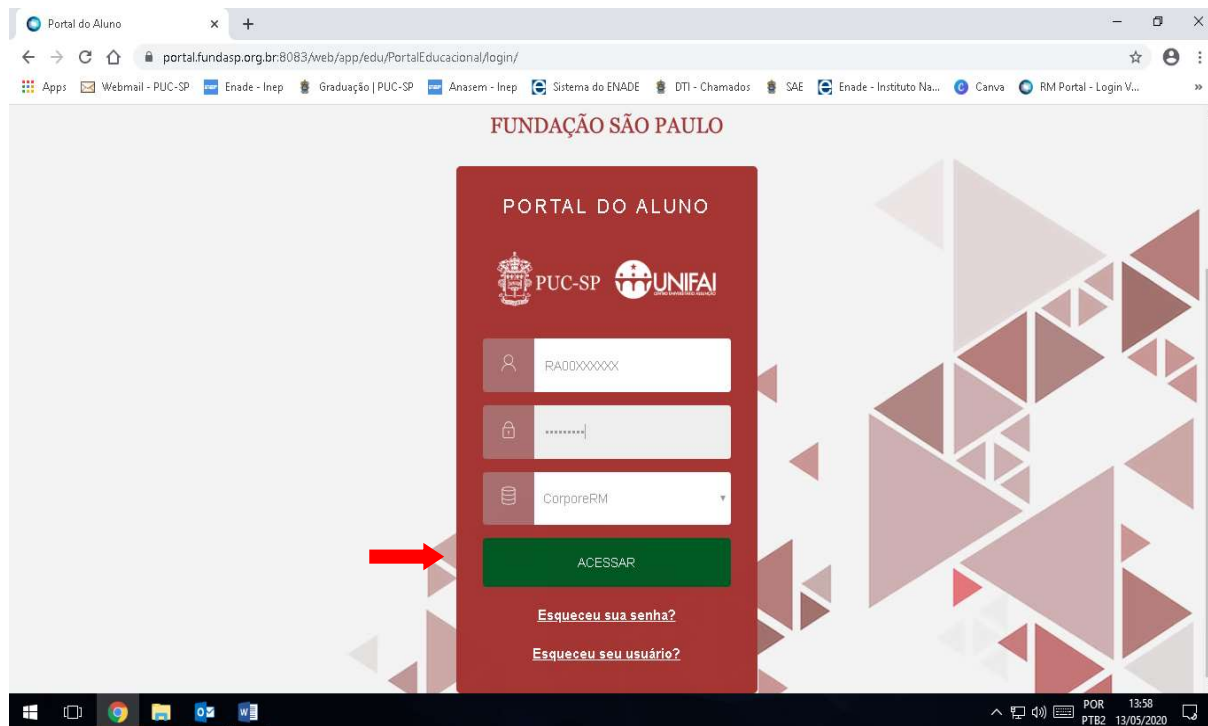 Portal do Aluno
portal.fundasp.org.br:8083/web/app/edu/PortalEducacional/login/
Apps Webmail - PUC-SP Enade - Inep Graduação | PUC-SP Anasem - Inep Sistema do ENADE DTI - Chamados SAE Enade - Instituto Na... Canva RM Portal - Login V... »
FUNDAÇÃO SÃO PAULO
PORTAL DO ALUNO
PUC-SP UNIFAI
RA00XXXXXX
CorporeRM
ACESSAR
Esqueceu sua senha?
Esqueceu seu usuário?
POR 13:58
PTB2 13/05/2020